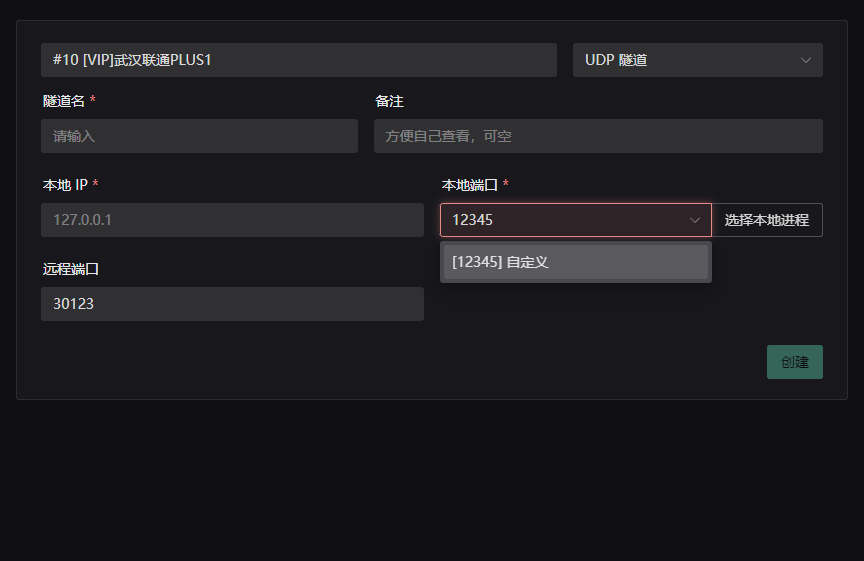 #10 [VIP]武汉联通PLUS1
UDP 隧道
隧道名 *
备注
请输入
方便自己查看，可空
本地 IP *
本地端口 *
127.0.0.1
12345
选择本地进程
[12345] 自定义
远程端口
30123
创建